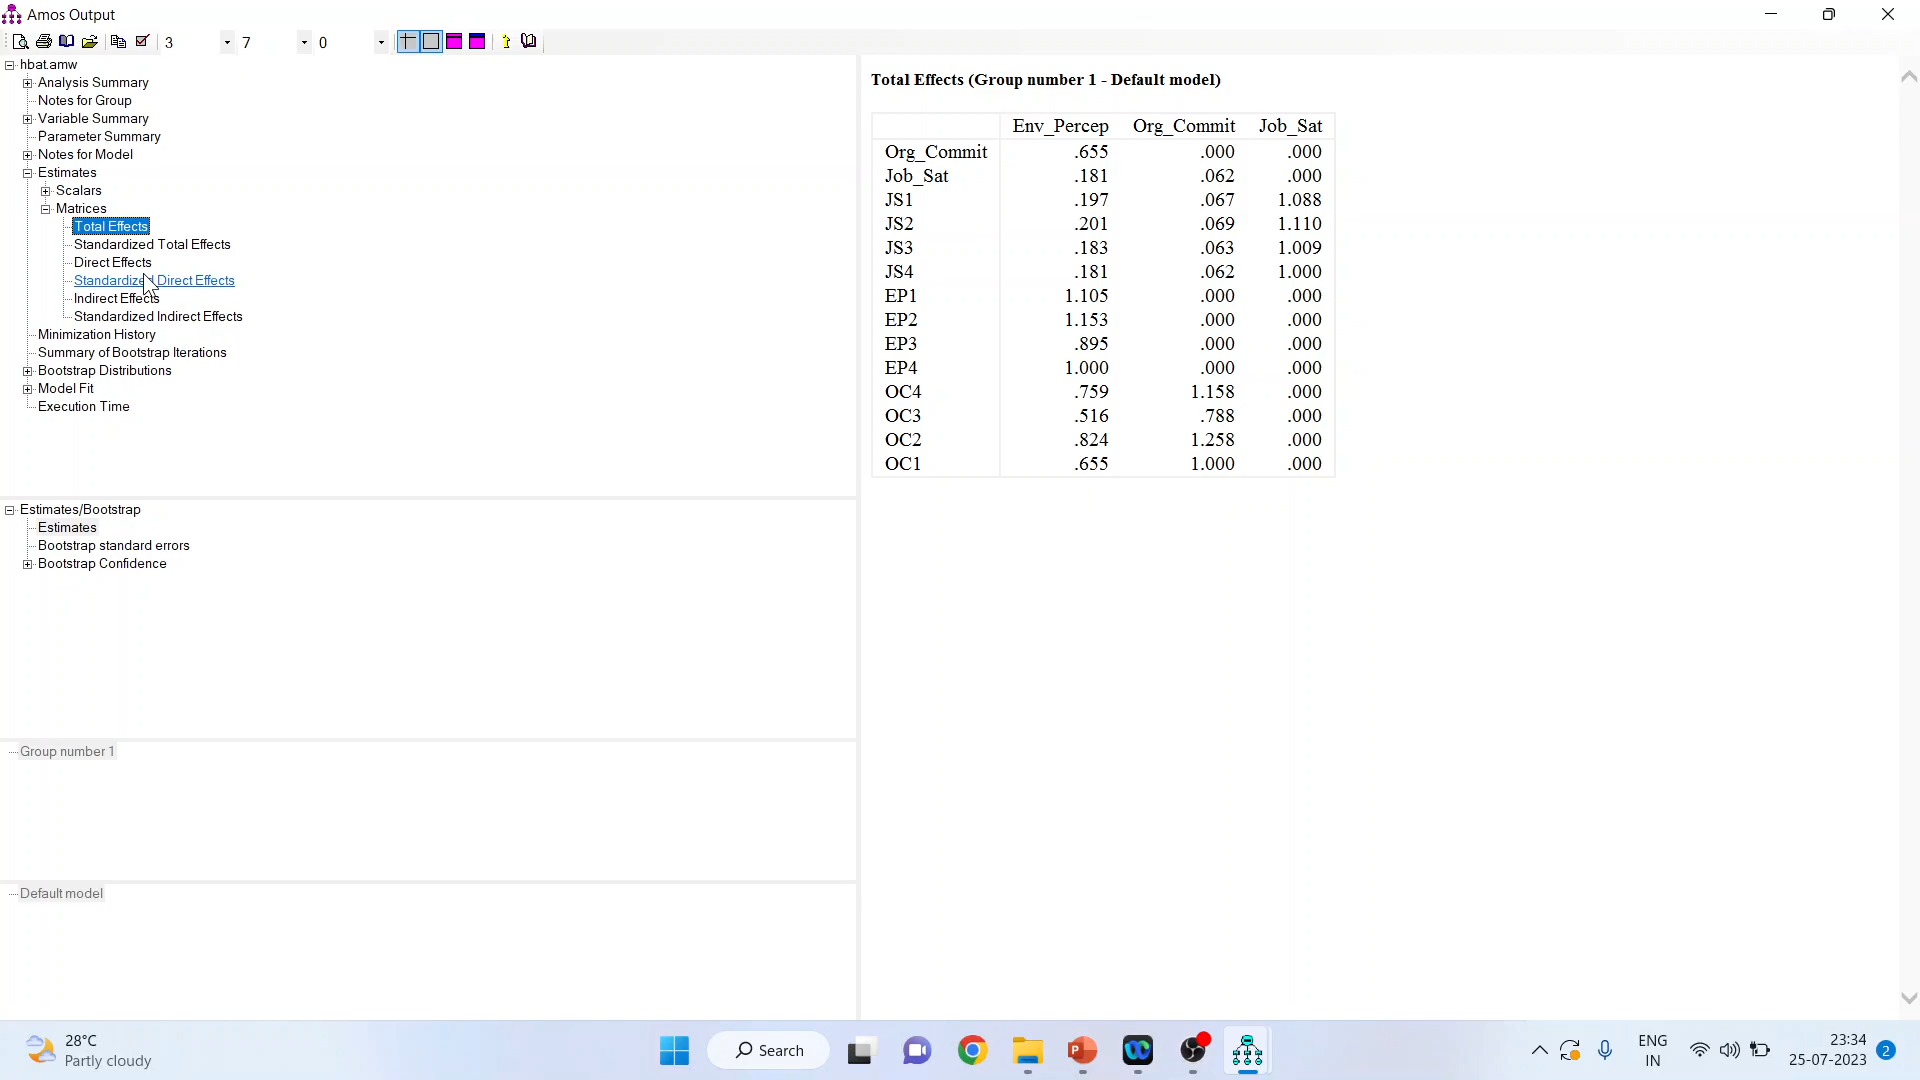 Amos Output
3 7 0
hbat.amw
Analysis Summary
Notes for Group
Variable Summary
Parameter Summary
Notes for Model
Estimates
Scalars
Matrices
Total Effects
Standardized Total Effects
Direct Effects
Standardized Direct Effects
Indirect Effects
Standardized Indirect Effects
Minimization History
Summary of Bootstrap Iterations
Bootstrap Distributions
Model Fit
Execution Time
Estimates/Bootstrap
Estimates
Bootstrap standard errors
Bootstrap Confidence
Group number 1
Default model
Total Effects (Group number 1 - Default model)
Env_Percep Org_Commit Job_Sat
Org_Commit .655 .000 .000
Job_Sat .181 .062 .000
JS1 .197 .067 1.088
JS2 .201 .069 1.110
JS3 .183 .063 1.009
JS4 .181 .062 1.000
EP1 1.105 .000 .000
EP2 1.153 .000 .000
EP3 .895 .000 .000
EP4 1.000 .000 .000
OC4 .759 1.158 .000
OC3 .516 .788 .000
OC2 .824 1.258 .000
OC1 .655 1.000 .000
28°C
Partly cloudy
Search
ENG
IN
23:34
25-07-2023
2